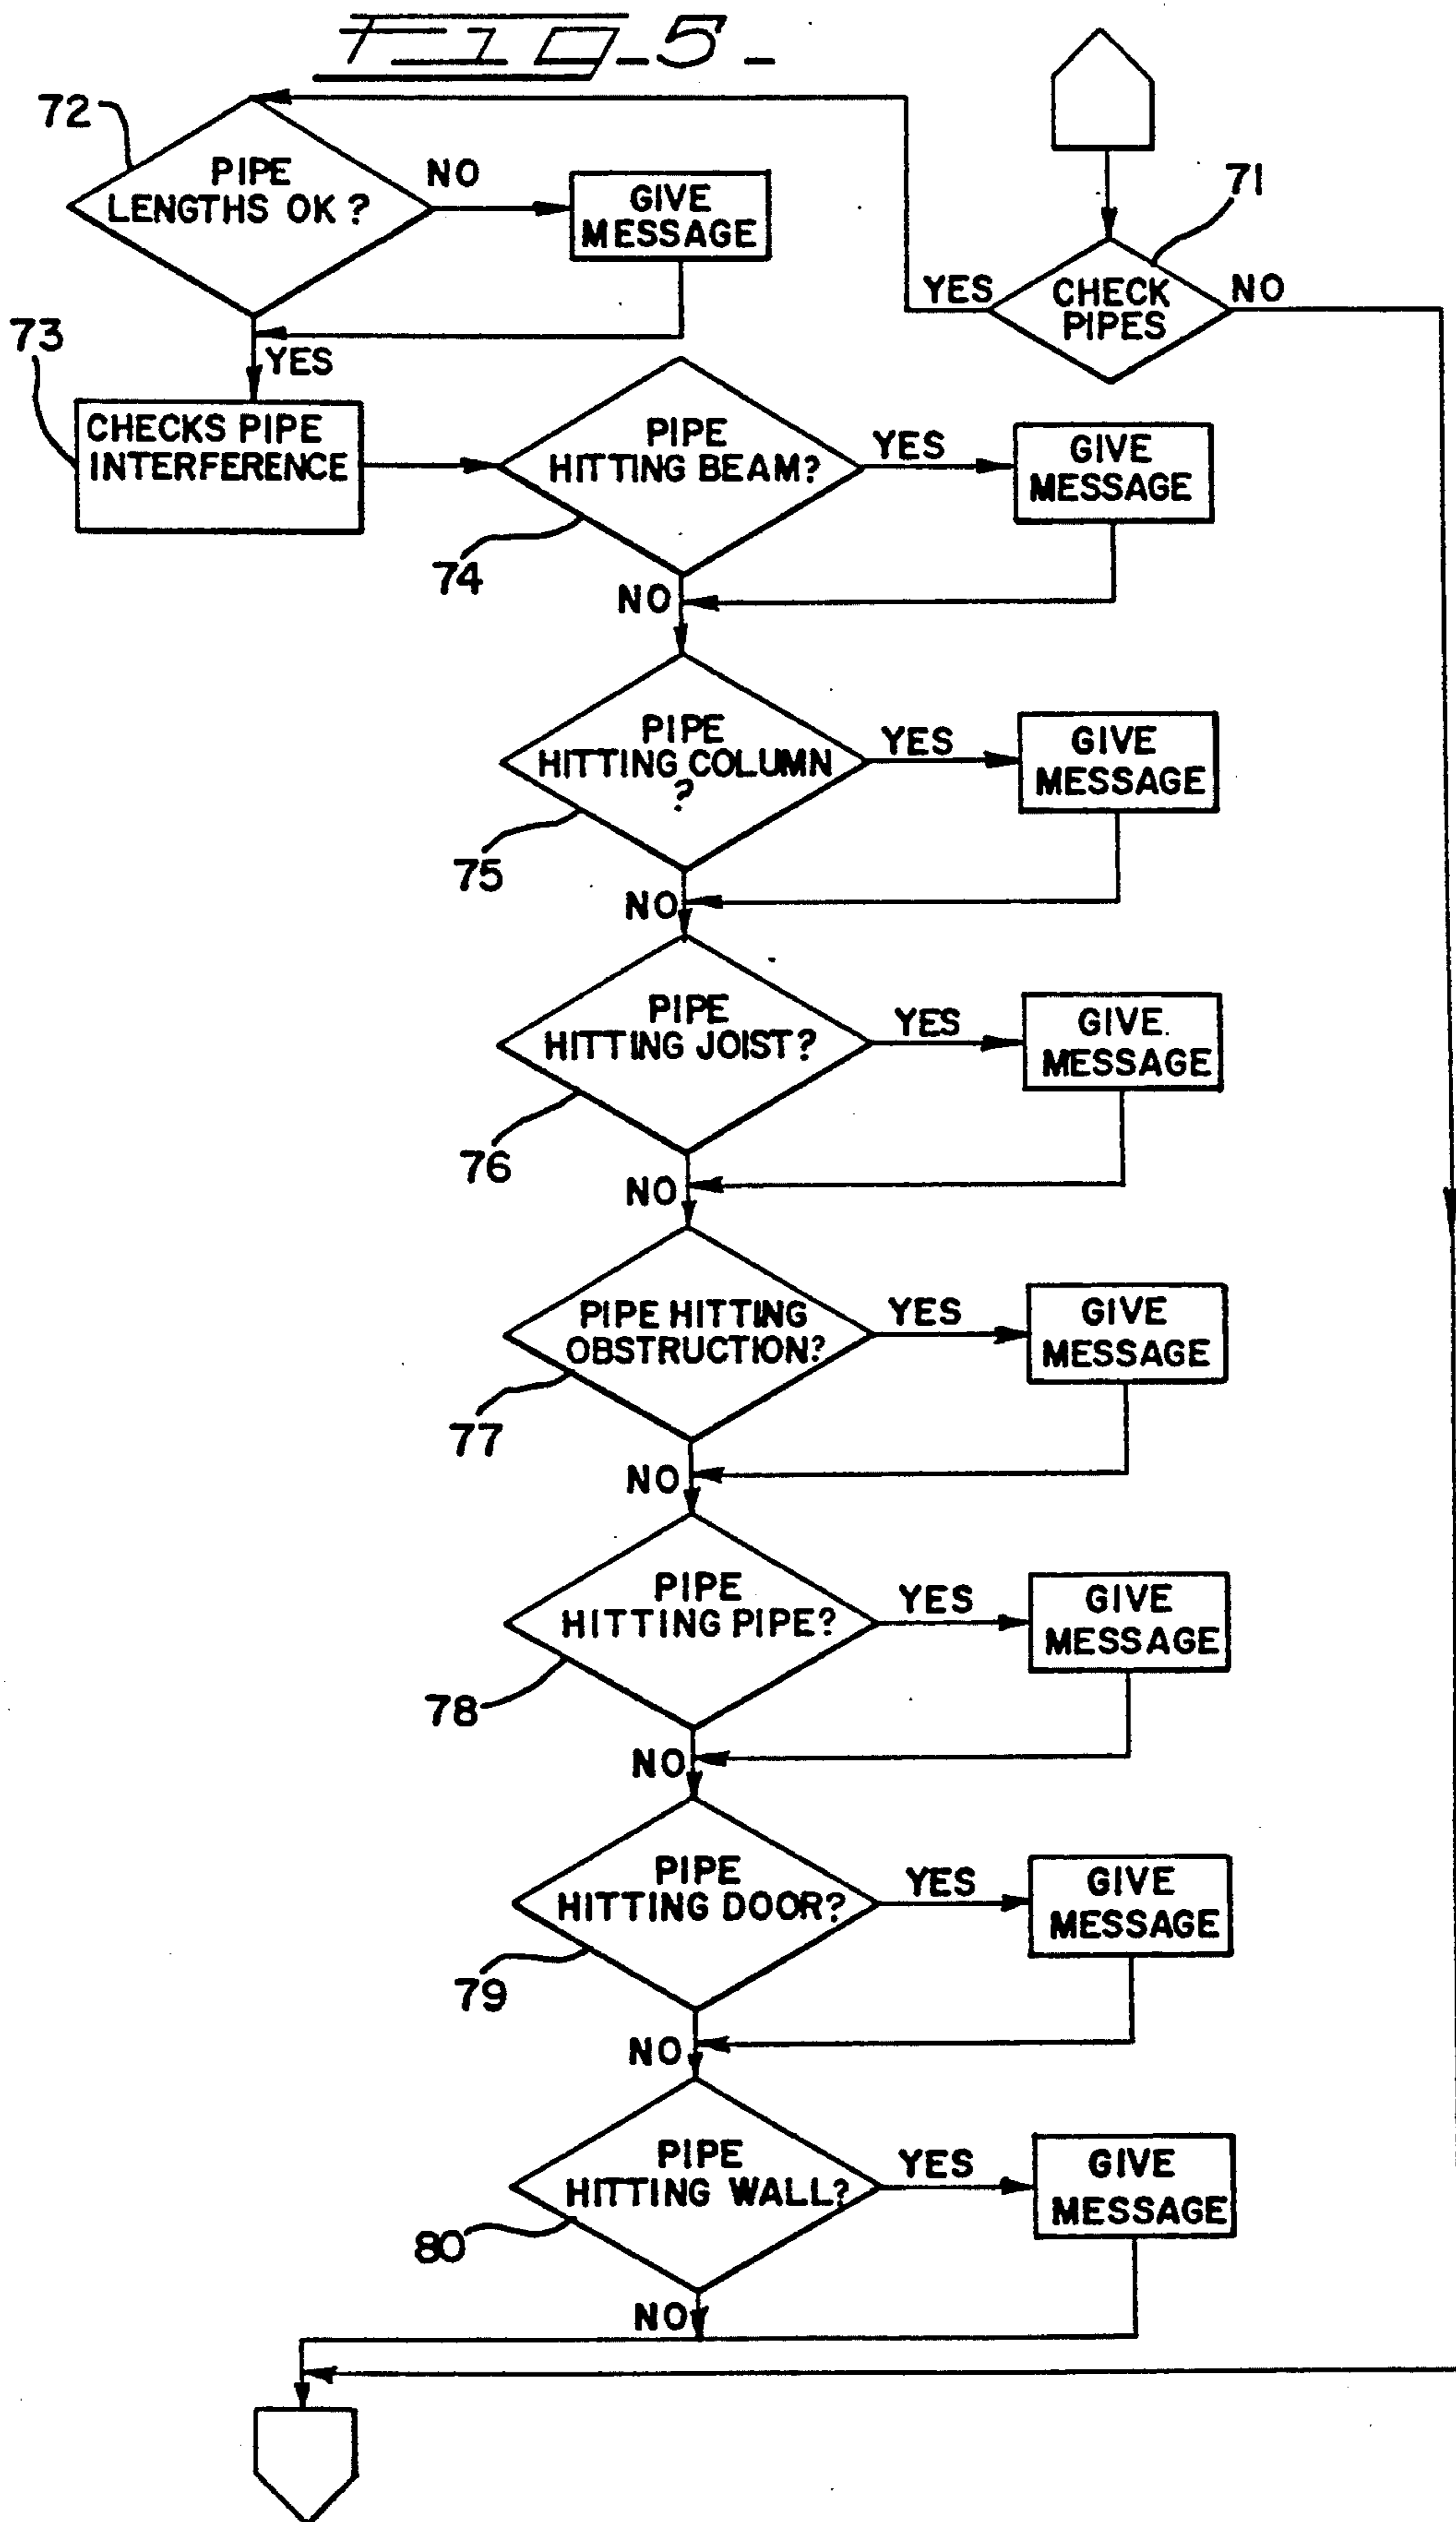 FIG_5_
72
PIPE
LENGTHS OK ?
NO
GIVE
MESSAGE
71
YES
CHECK
PIPES
NO
73
YES
CHECKS PIPE
INTERFERENCE
PIPE
HITTING BEAM?
YES
GIVE
MESSAGE
74
NO
PIPE
HITTING COLUMN
?
YES
GIVE
MESSAGE
75
NO
PIPE
HITTING JOIST?
YES
GIVE
MESSAGE
76
NO
PIPE HITTING
OBSTRUCTION?
YES
GIVE
MESSAGE
77
NO
PIPE
HITTING PIPE?
YES
GIVE
MESSAGE
78
NO
PIPE
HITTING DOOR?
YES
GIVE
MESSAGE
79
NO
PIPE
HITTING WALL?
YES
GIVE
MESSAGE
80
NO